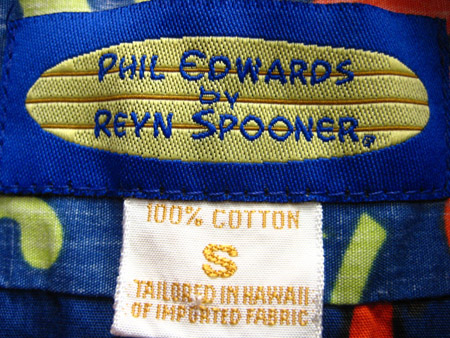 PHIL EDWARDS
by
REYN SPOONER
100% COTTON
S
TAILORED IN HAWAII
OF IMPORTED FABRIC